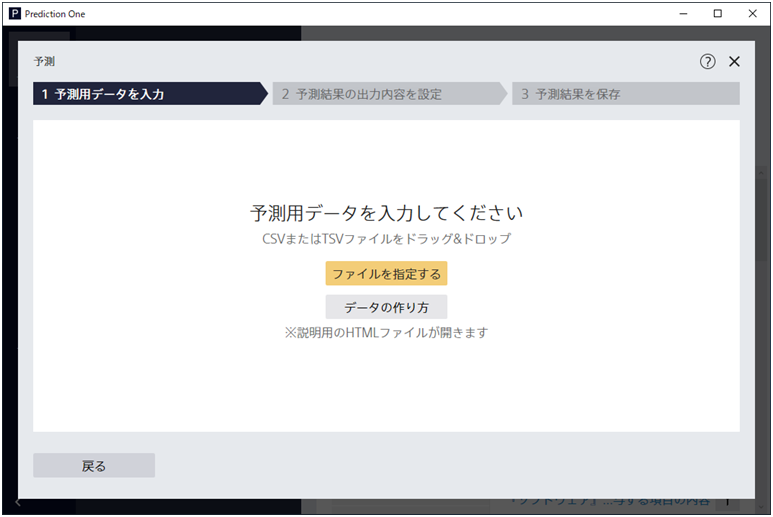 Prediction One
予測
1 予測用データを入力
2 予測結果の出力内容を設定
3 予測結果を保存
予測用データを入力してください
CSVまたはTSVファイルをドラッグ&ドロップ
ファイルを指定する
データの作り方
※説明用のHTMLファイルが開きます
戻る